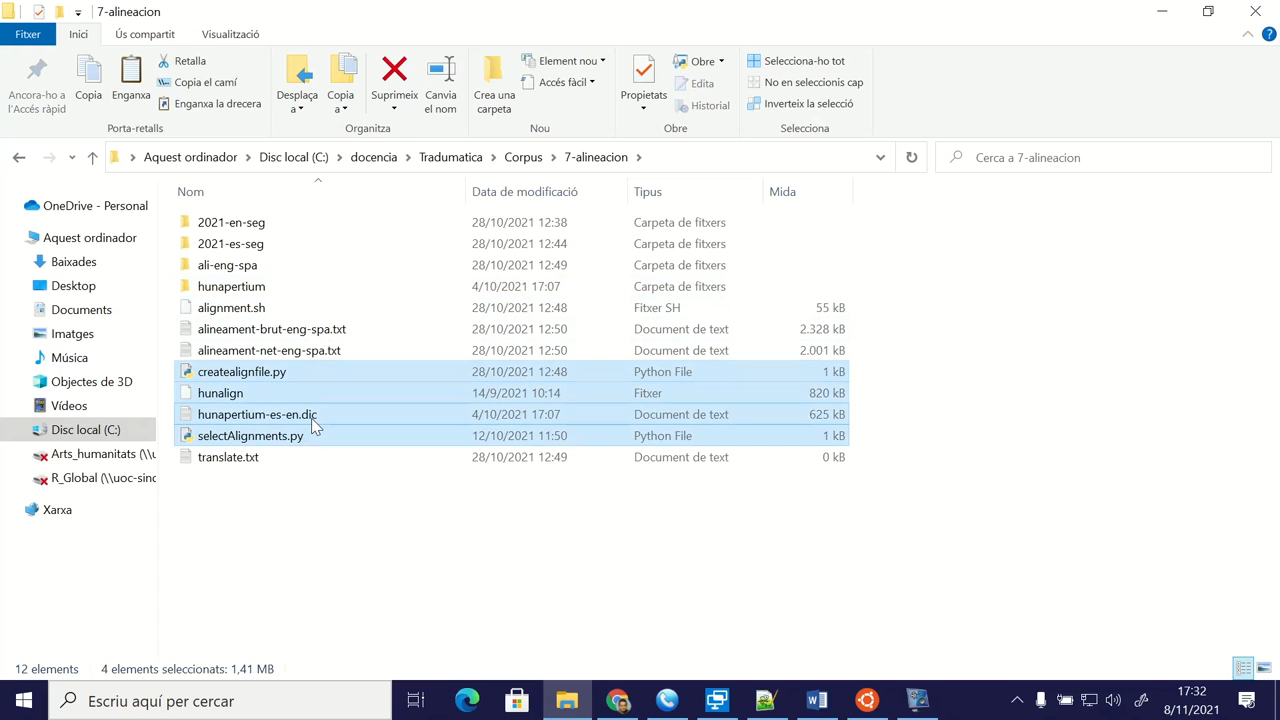 7-alineacion
Fitxer
Inici
Ús compartit
Visualització
Ancora-ho a
l'Accés ràpid
Copia
Enganxa
Retalla
Copia el camí
Enganxa la drecera
Porta-retalls
Desplaça
a
Copia
a
Suprimeix
Canvia
el nom
Organitza
Crea una
carpeta
Element nou
Accés fàcil
Nou
Propietats
Obre
Edita
Historial
Obre
Selecciona-ho tot
No en seleccionis cap
Inverteix la selecció
Selecciona
Aquest ordinador
Disc local (C:)
docencia
Tradumatica
Corpus
7-alineacion
Cerca a 7-alineacion
Nom
Data de modificació
Tipus
Mida
OneDrive - Personal
Aquest ordinador
Baixades
Desktop
Documents
Imatges
Música
Objectes de 3D
Vídeos
Disc local (C:)
Arts_humanitats (\\u
R_Global (\\uoc-sinc
Xarxa
2021-en-seg 28/10/2021 12:38 Carpeta de fitxers
2021-es-seg 28/10/2021 12:44 Carpeta de fitxers
ali-eng-spa 28/10/2021 12:49 Carpeta de fitxers
hunapertium 4/10/2021 17:07 Carpeta de fitxers
alignment.sh 28/10/2021 12:48 Fitxer SH 55 kB
alineament-brut-eng-spa.txt 28/10/2021 12:50 Document de text 2.328 kB
alineament-net-eng-spa.txt 28/10/2021 12:50 Document de text 2.001 kB
createalignfile.py 28/10/2021 12:48 Python File 1 kB
hunalign 14/9/2021 10:14 Fitxer 820 kB
hunapertium-es-en.dic 4/10/2021 17:07 Document de text 625 kB
selectAlignments.py 12/10/2021 11:50 Python File 1 kB
translate.txt 28/10/2021 12:49 Document de text 0 kB
12 elements
4 elements seleccionats: 1,41 MB
Escriu aquí per cercar
17:32
8/11/2021